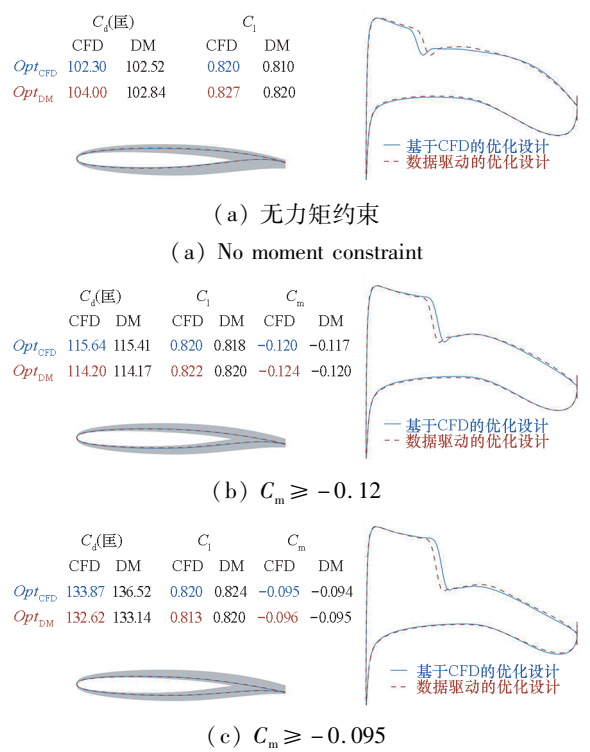 C_d(匡) C_l
CFD DM CFD DM
Opt_CFD 102.30 102.52 0.820 0.810
Opt_DM 104.00 102.84 0.827 0.820
基于CFD的优化设计
数据驱动的优化设计
(a) 无力矩约束
(a) No moment constraint
C_d(匡) C_l C_m
CFD DM CFD DM CFD DM
Opt_CFD 115.64 115.41 0.820 0.818 −0.120 −0.117
Opt_DM 114.20 114.17 0.822 0.820 −0.124 −0.120
基于CFD的优化设计
数据驱动的优化设计
(b) C_m ⩾ −0.12
C_d(匡) C_l C_m
CFD DM CFD DM CFD DM
Opt_CFD 133.87 136.52 0.820 0.824 −0.095 −0.094
Opt_DM 132.62 133.14 0.813 0.820 −0.096 −0.095
基于CFD的优化设计
数据驱动的优化设计
(c) C_m ⩾ −0.095